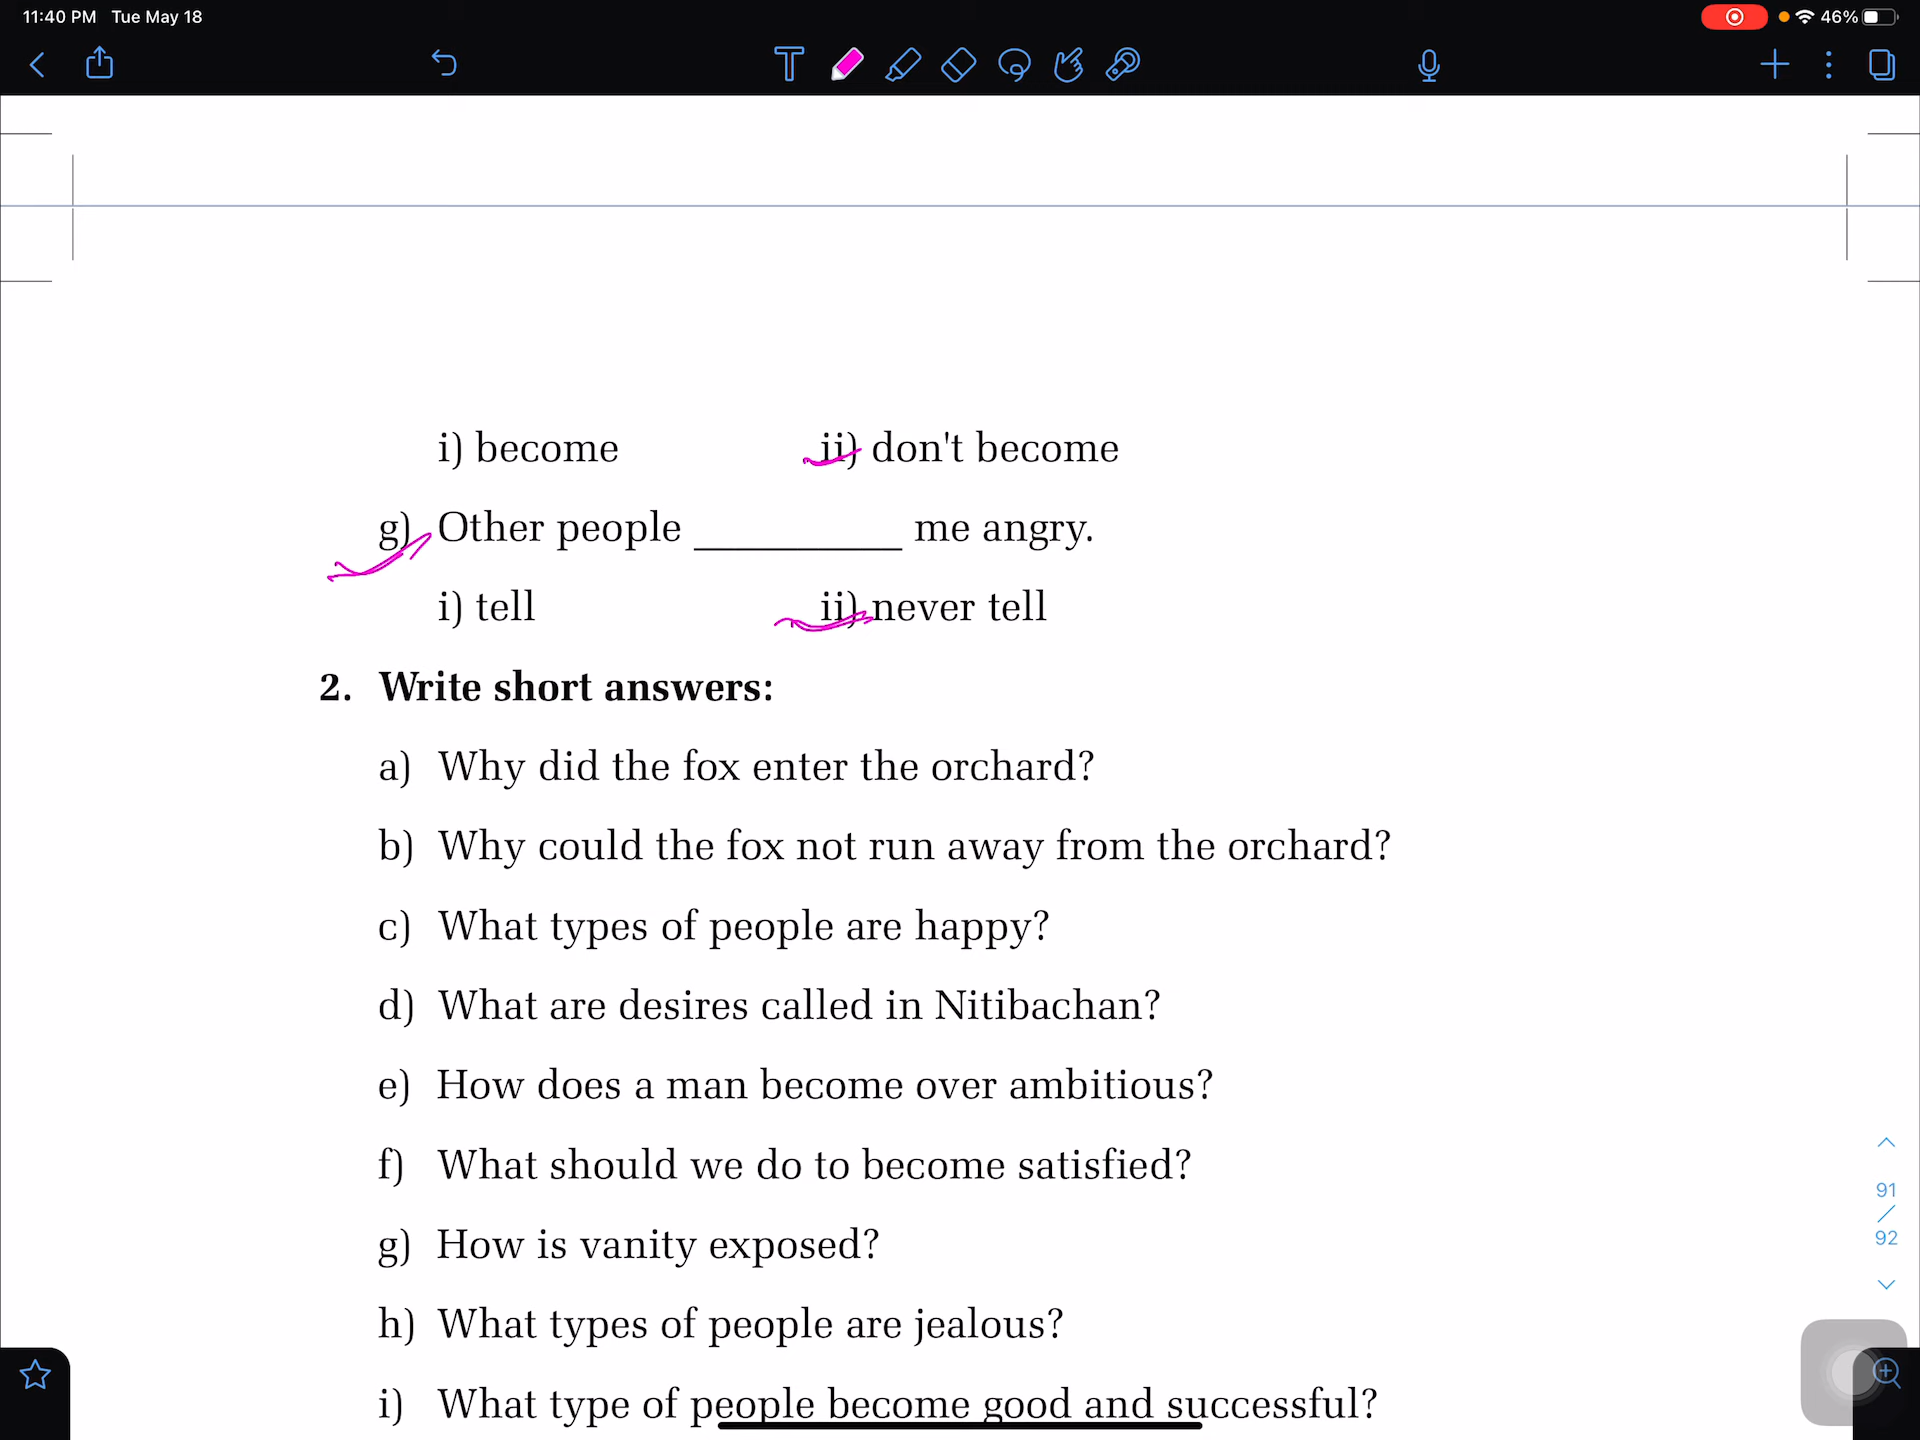 11:40 PM Tue May 18 46%
i) become ii) don't become
g) Other people __________ me angry.
i) tell ii) never tell
2. Write short answers:
a) Why did the fox enter the orchard?
b) Why could the fox not run away from the orchard?
c) What types of people are happy?
d) What are desires called in Nitibachan?
e) How does a man become over ambitious?
f) What should we do to become satisfied?
g) How is vanity exposed?
h) What types of people are jealous?
i) What type of people become good and successful?
91
/
92